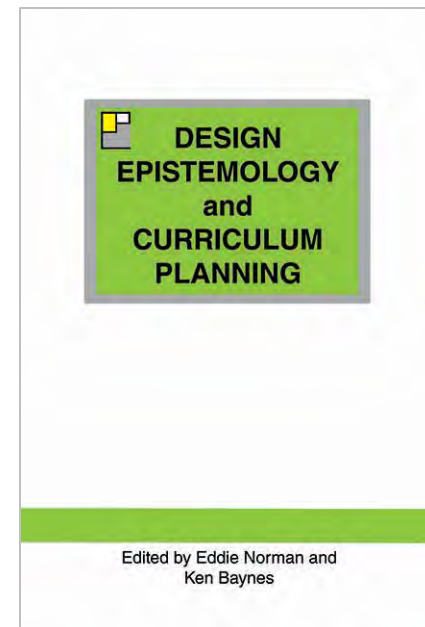 DESIGN
EPISTEMOLOGY
and
CURRICULUM
PLANNING
Edited by Eddie Norman and
Ken Baynes